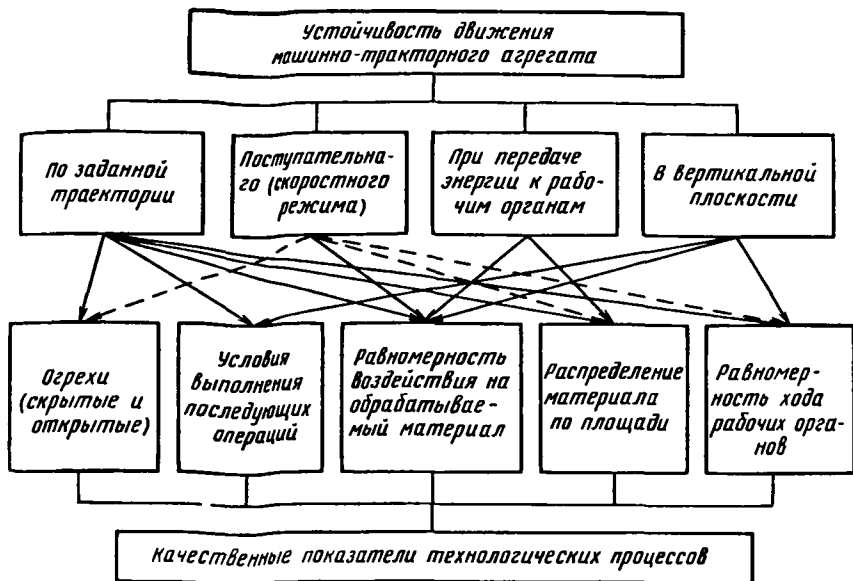 Устойчивость движения
машинно-тракторного агрегата
По заданной
траектории
Поступательна-
го (скоростного
режима)
При передаче
энергии к рабо-
чим органам
В вертикальной
плоскости
Огрехи
(скрытые и
открытые)
Условия
выполнения
последующих
операций
Равномерность
воздействия на
обрабатывае-
мый материал
Распределение
материала
по площади
Равномер-
ность хода
рабочих орга-
нов
Качественные показатели технологических процессов